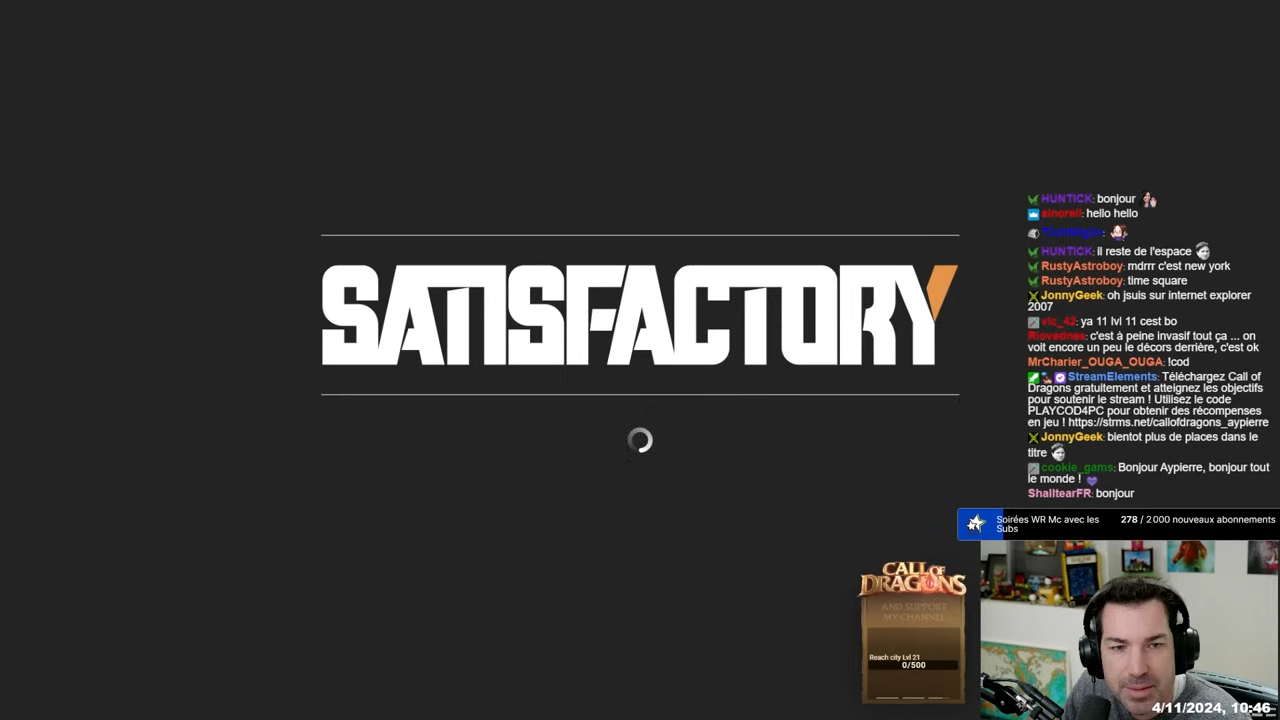 SATISFACTORY
HUNTICK: bonjour
ainorell: hello hello
HUNTICK: il reste de l'espace
RustyAstroboy: mdrrr c'est new york
RustyAstroboy: time square
JonnyGeek: oh jsuis sur internet explorer
2007
vic_42: ya 11 lvl 11 cest bo
Riovednes: c'est à peine invasif tout ça ... on
voit encore un peu le décors derrière, c'est ok
MrCharier_OUGA_OUGA: !cod
StreamElements: Téléchargez Call of
Dragons gratuitement et atteignez les objectifs
pour soutenir le stream ! Utilisez le code
PLAYCOD4PC pour obtenir des récompenses
en jeu ! https://strms.net/callofdragons_aypierre
JonnyGeek: bientot plus de places dans le
titre
cookie_gams: Bonjour Aypierre, bonjour tout
le monde !
ShalltearFR: bonjour
Soirées WR Mc avec les
Subs
278 / 2 000 nouveaux abonnements
CALL OF
DRAGONS
AND SUPPORT
MY CHANNEL
Reach city Lvl 21
0/500
4/11/2024, 10:46